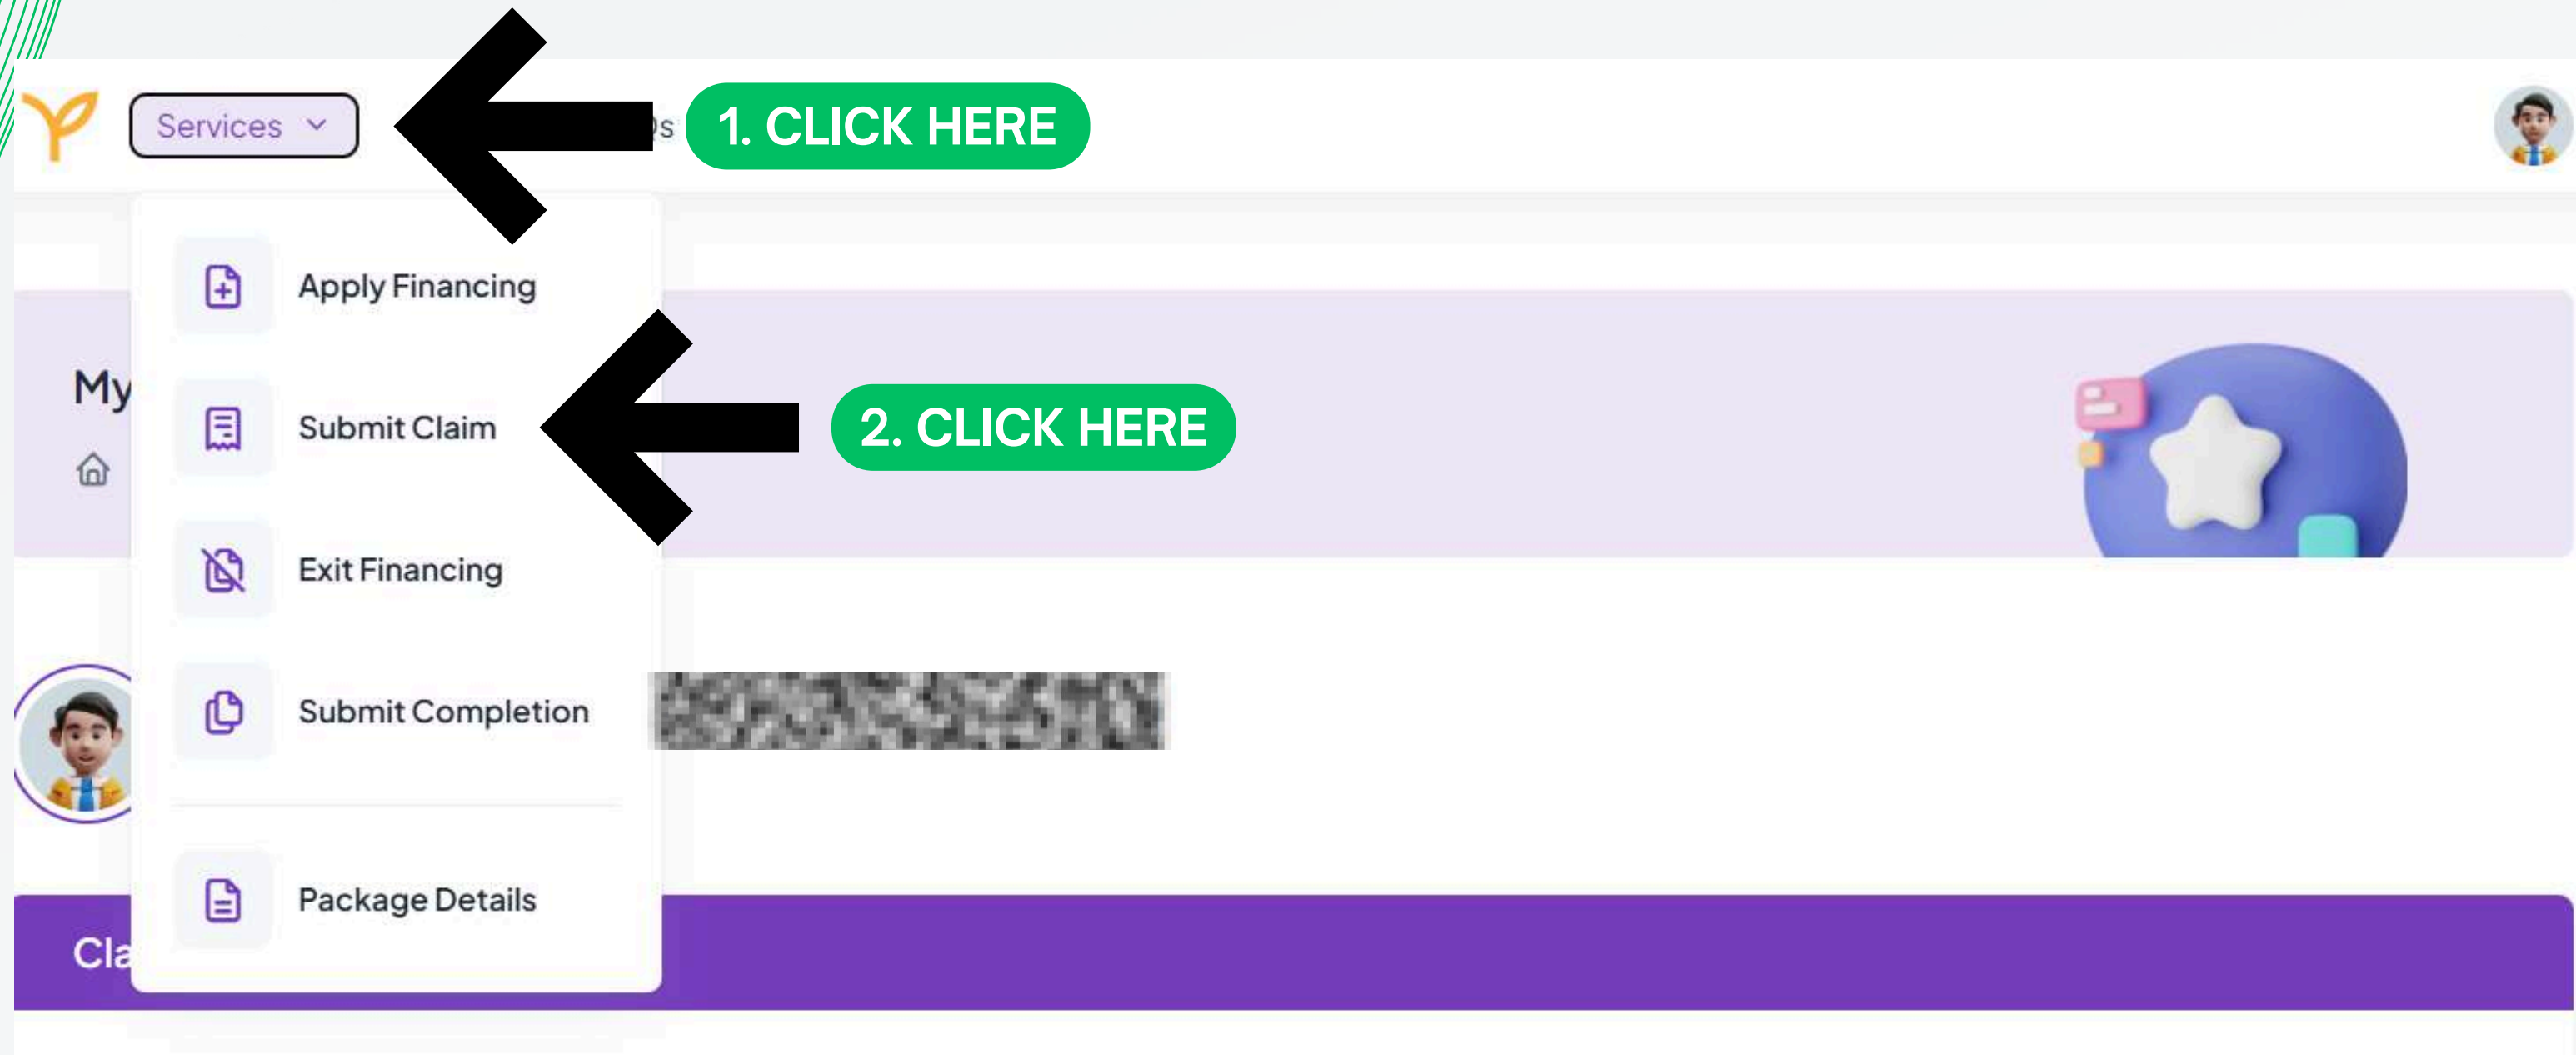 Services
1. CLICK HERE
Apply Financing
My
Submit Claim
2. CLICK HERE
Exit Financing
Submit Completion
Package Details
Cla